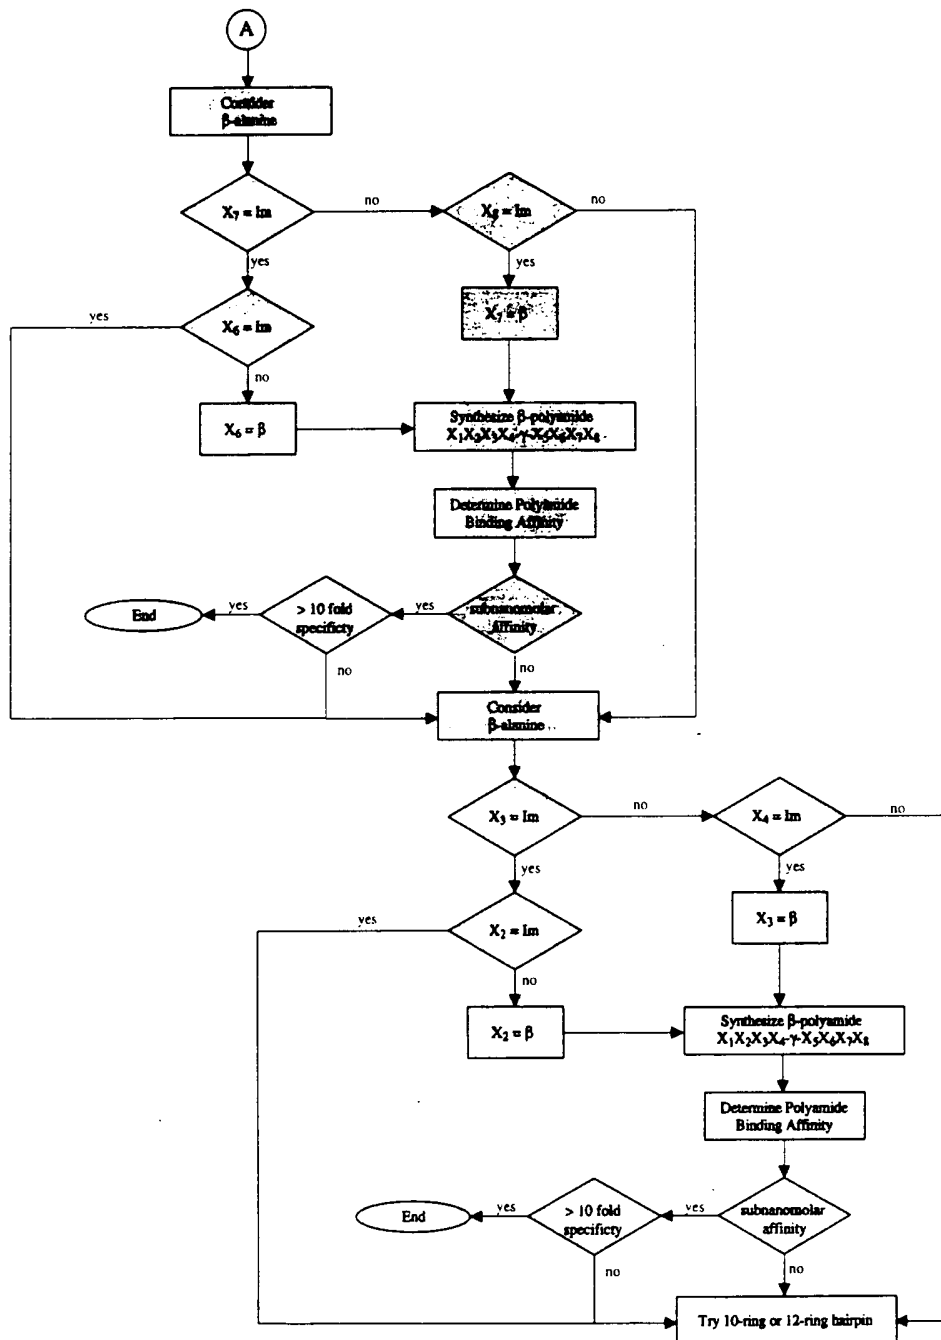 A
Consider
β-alanine
X7 = Im
no
X8 = Im
no
yes
yes
X7 = β
yes
X6 = Im
no
X6 = β
Synthesize β-polyamide
X1X2X3X4-γ-X5X6X7X8
Determine Polyamide
Binding Affinity
End
yes
> 10 fold
specificty
yes
subnanomolar
Affinity
no
no
Consider
β-alanine
X3 = Im
no
X4 = Im
no
yes
yes
X3 = β
yes
X2 = Im
no
X2 = β
Synthesize β-polyamide
X1X2X3X4-γ-X5X6X7X8
Determine Polyamide
Binding Affinity
End
yes
> 10 fold
specificty
yes
subnanomolar
affinity
no
no
Try 10-ring or 12-ring hairpin